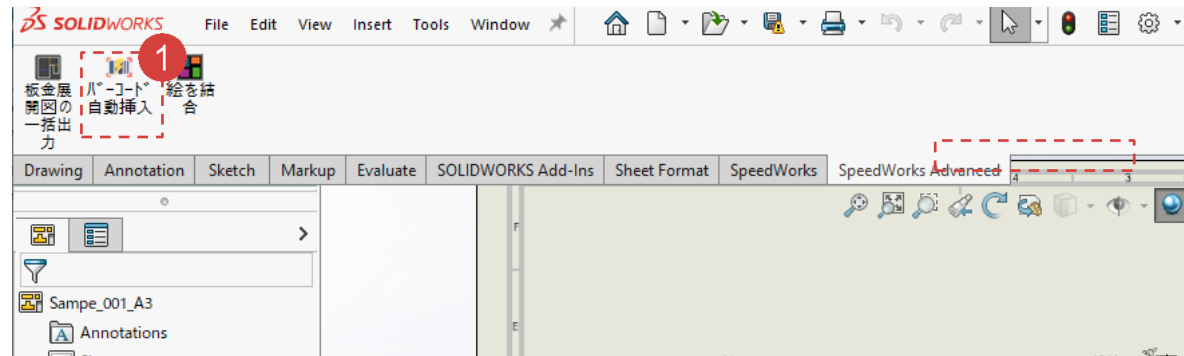 SOLIDWORKS File Edit View Insert Tools Window
1
板金展開図の一括出力
ﾊﾞｰｺｰﾄﾞ自動挿入
絵を結合
Drawing Annotation Sketch Markup Evaluate SOLIDWORKS Add-Ins Sheet Format SpeedWorks SpeedWorks Advanced
4 3
F
Sampe_001_A3
A Annotations
E